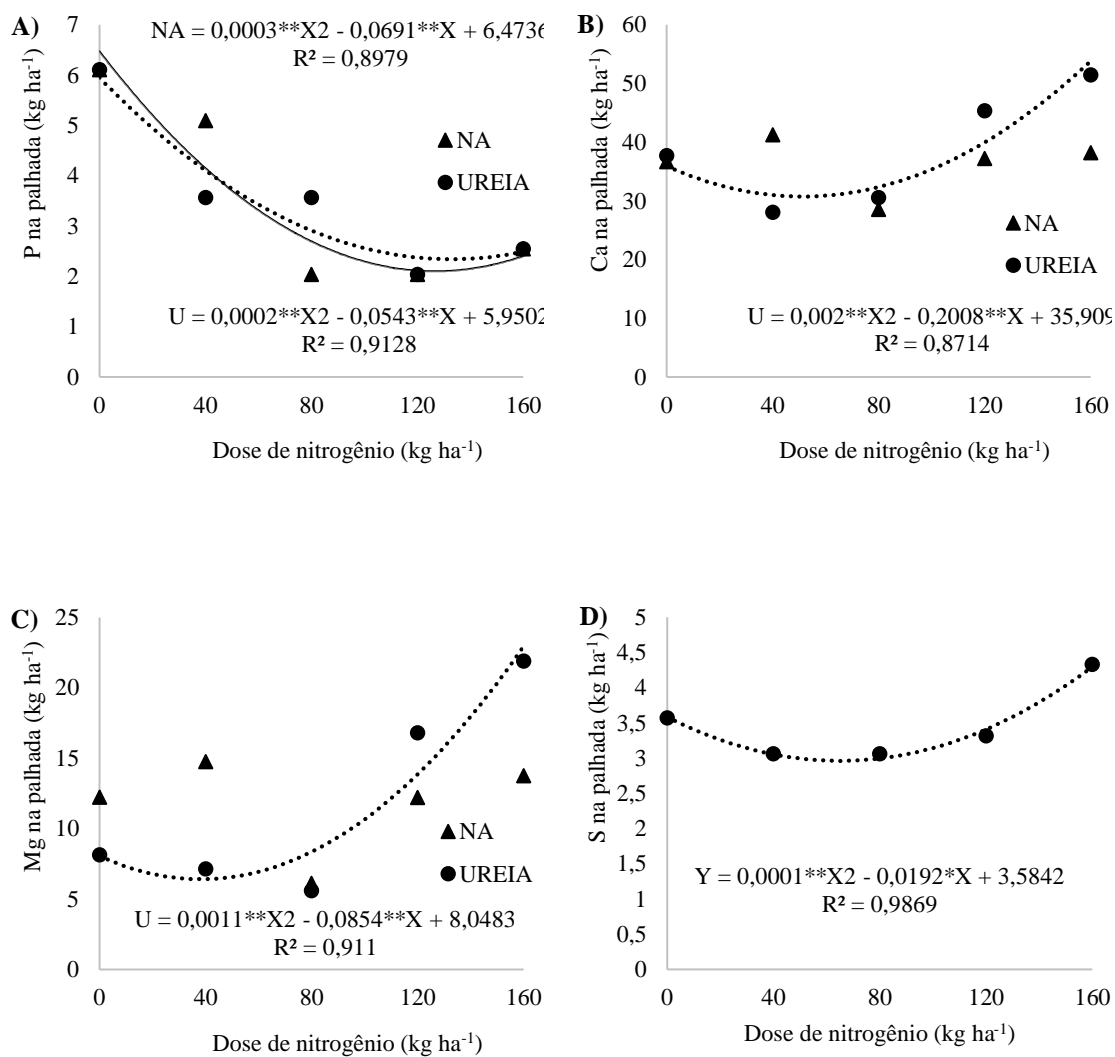 A)
NA = 0,0003**X2 - 0,0691**X + 6,4736
R² = 0,8979
P na palhada (kg ha-1)
7
6
5
4
3
2
1
0
NA
UREIA
U = 0,0002**X2 - 0,0543**X + 5,9502
R² = 0,9128
0 40 80 120 160
Dose de nitrogênio (kg ha-1)
B)
Ca na palhada (kg ha-1)
60
50
40
30
20
10
0
NA
UREIA
U = 0,002**X2 - 0,2008**X + 35,909
R² = 0,8714
0 40 80 120 160
Dose de nitrogênio (kg ha-1)
C)
Mg na palhada (kg ha-1)
25
20
15
10
5
0
NA
UREIA
U = 0,0011**X2 - 0,0854**X + 8,0483
R² = 0,911
0 40 80 120 160
Dose de nitrogênio (kg ha-1)
D)
S na palhada (kg ha-1)
5
4,5
4
3,5
3
2,5
2
1,5
1
0,5
0
Y = 0,0001**X2 - 0,0192*X + 3,5842
R² = 0,9869
0 40 80 120 160
Dose de nitrogênio (kg ha-1)